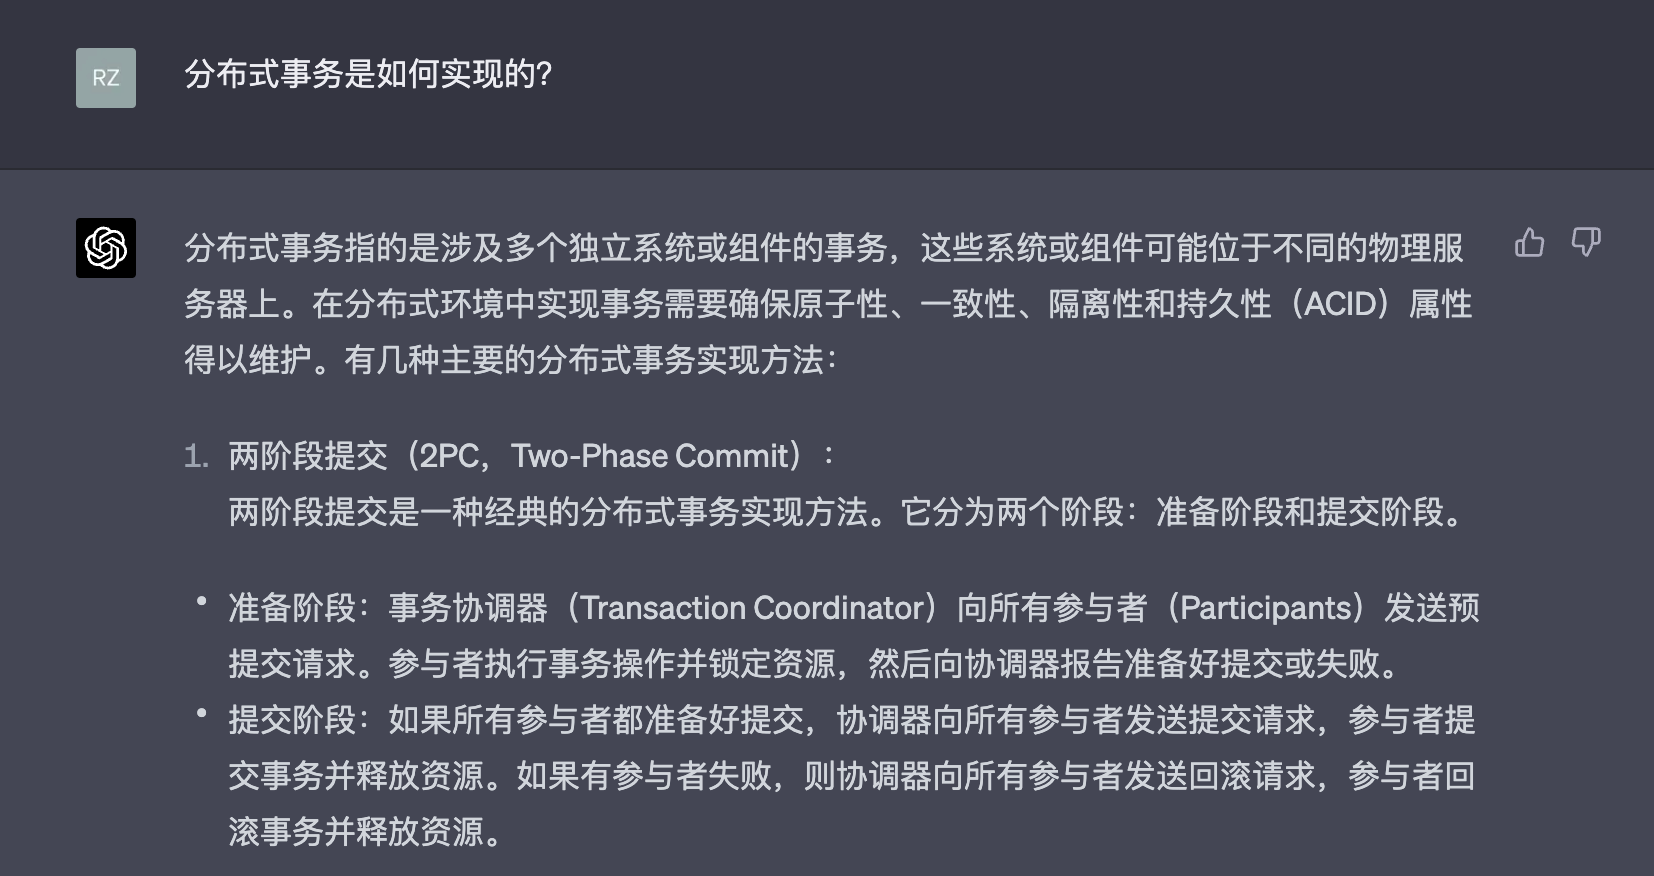 RZ
分布式事务是如何实现的?
分布式事务指的是涉及多个独立系统或组件的事务，这些系统或组件可能位于不同的物理服
务器上。在分布式环境中实现事务需要确保原子性、一致性、隔离性和持久性（ACID）属性
得以维护。有几种主要的分布式事务实现方法：
1. 两阶段提交（2PC，Two-Phase Commit）：
两阶段提交是一种经典的分布式事务实现方法。它分为两个阶段：准备阶段和提交阶段。
• 准备阶段：事务协调器（Transaction Coordinator）向所有参与者（Participants）发送预
提交请求。参与者执行事务操作并锁定资源，然后向协调器报告准备好提交或失败。
• 提交阶段：如果所有参与者都准备好提交，协调器向所有参与者发送提交请求，参与者提
交事务并释放资源。如果有参与者失败，则协调器向所有参与者发送回滚请求，参与者回
滚事务并释放资源。